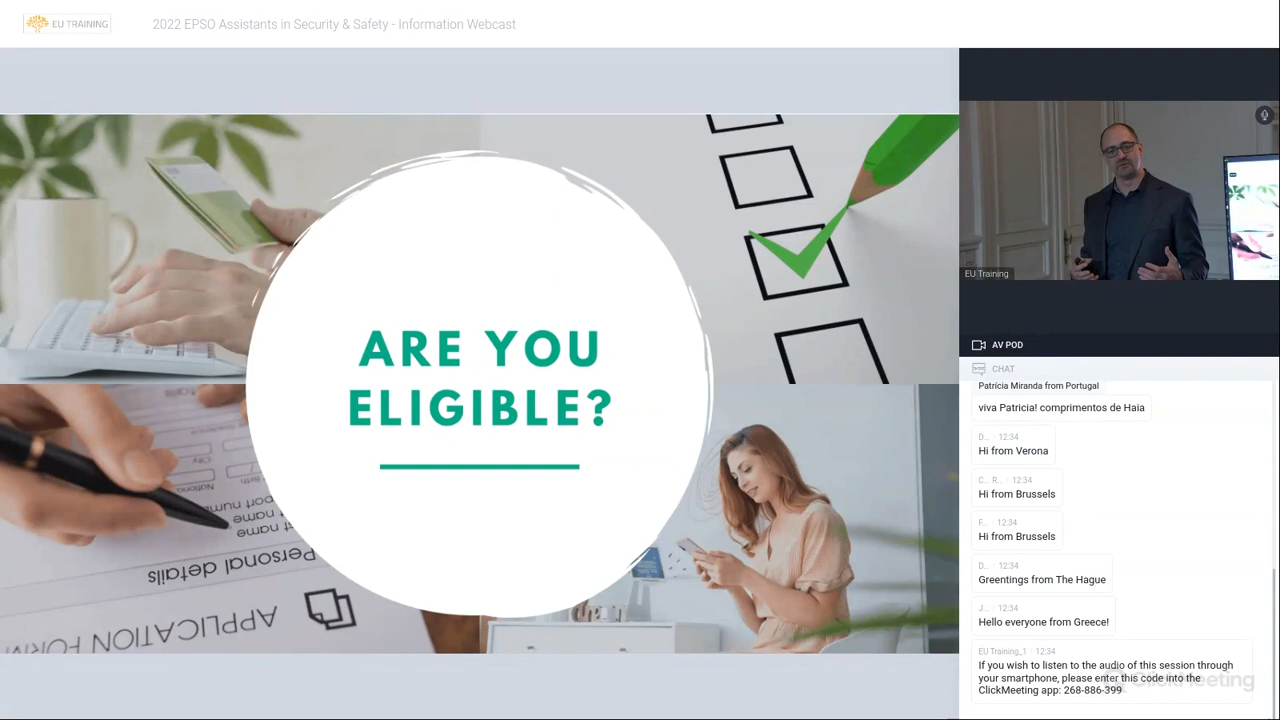 EU TRAINING
2022 EPSO Assistants in Security & Safety - Information Webcast
ARE YOU
ELIGIBLE?
Personal details
APPLICATION FORM
EU Training
AV POD
CHAT
Patrícia Miranda from Portugal
viva Patricia! comprimentos de Haia
D... · 12:34
Hi from Verona
C... R... · 12:34
Hi from Brussels
F... · 12:34
Hi from Brussels
D... · 12:34
Greentings from The Hague
J... · 12:34
Hello everyone from Greece!
EU Training_1 · 12:34
If you wish to listen to the audio of this session through
your smartphone, please enter this code into the
ClickMeeting app: 268-886-399
ClickMeeting